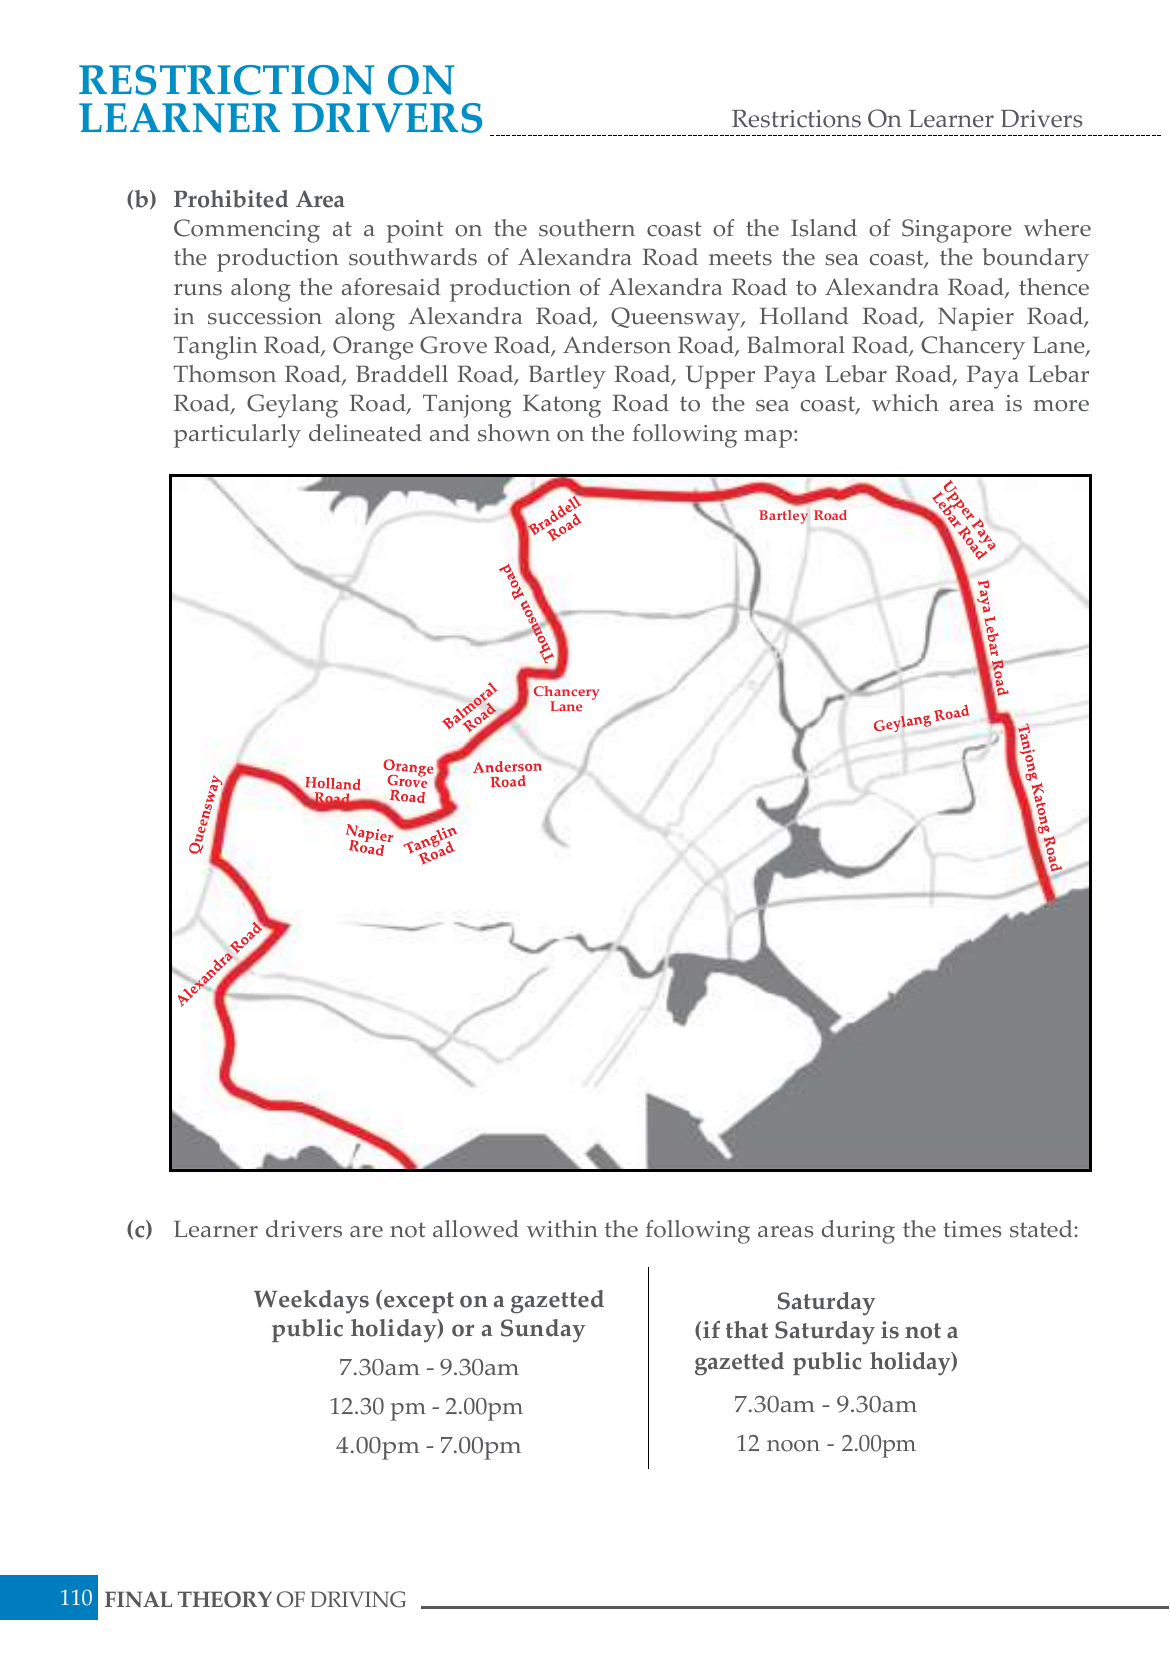 RESTRICTION ON
LEARNER DRIVERS
Restrictions On Learner Drivers
(b) Prohibited Area
Commencing at a point on the southern coast of the Island of Singapore where
the production southwards of Alexandra Road meets the sea coast, the boundary
runs along the aforesaid production of Alexandra Road to Alexandra Road, thence
in succession along Alexandra Road, Queensway, Holland Road, Napier Road,
Tanglin Road, Orange Grove Road, Anderson Road, Balmoral Road, Chancery Lane,
Thomson Road, Braddell Road, Bartley Road, Upper Paya Lebar Road, Paya Lebar
Road, Geylang Road, Tanjong Katong Road to the sea coast, which area is more
particularly delineated and shown on the following map:
Braddell
Road
Bartley Road
Upper Paya
Lebar Road
Thomson Road
Paya Lebar Road
Balmoral
Road
Chancery
Lane
Geylang Road
Tanjong Katong Road
Orange
Grove
Road
Anderson
Road
Holland
Road
Queensway
Napier
Road
Tanglin
Road
Alexandra Road
(c) Learner drivers are not allowed within the following areas during the times stated:
Weekdays (except on a gazetted
public holiday) or a Sunday
7.30am - 9.30am
12.30 pm - 2.00pm
4.00pm - 7.00pm
Saturday
(if that Saturday is not a
gazetted public holiday)
7.30am - 9.30am
12 noon - 2.00pm
110 FINAL THEORY OF DRIVING